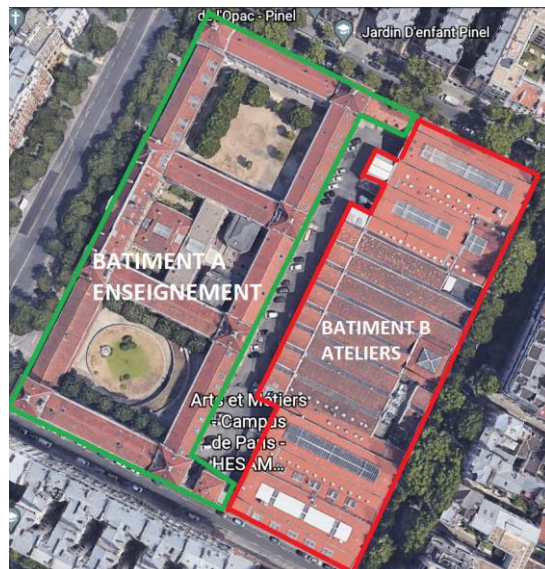 de l'Opac - Pinel
Jardin D'enfant Pinel
BATIMENT A
ENSEIGNEMENT
BATIMENT B
ATELIERS
Arts et Métiers
- Campus
de Paris -
HESAM...